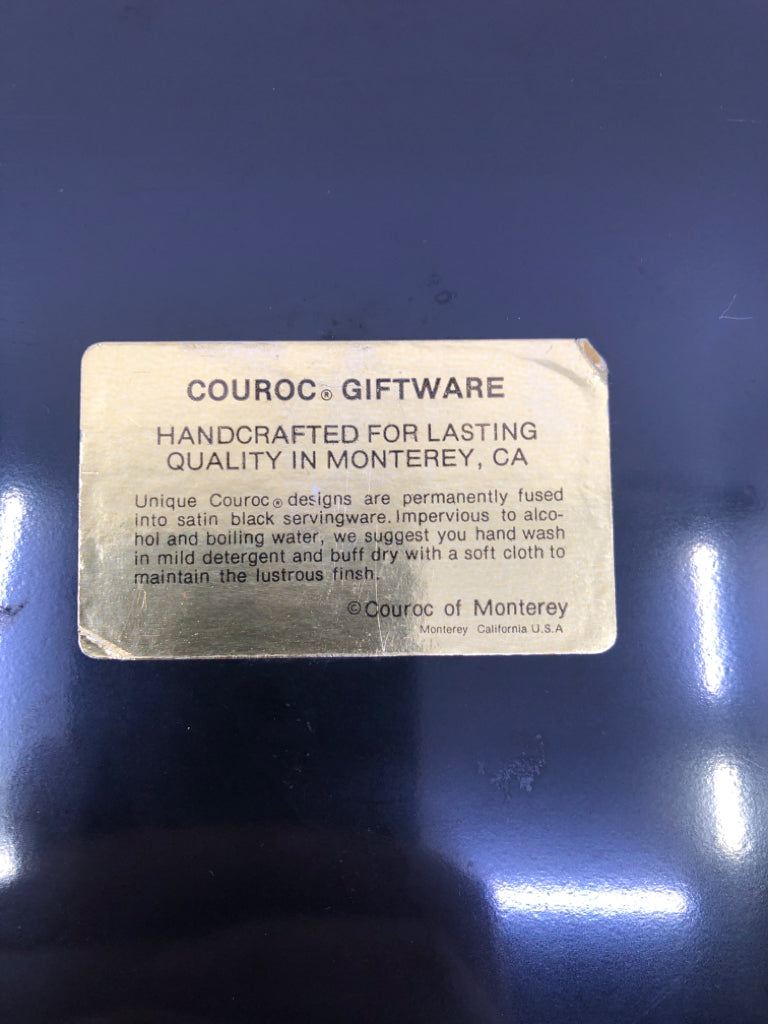 COUROC® GIFTWARE
HANDCRAFTED FOR LASTING
QUALITY IN MONTEREY, CA
Unique Couroc® designs are permanently fused
into satin black servingware. Impervious to alco-
hol and boiling water, we suggest you hand wash
in mild detergent and buff dry with a soft cloth to
maintain the lustrous finsh.
© Couroc of Monterey
Monterey California U.S.A